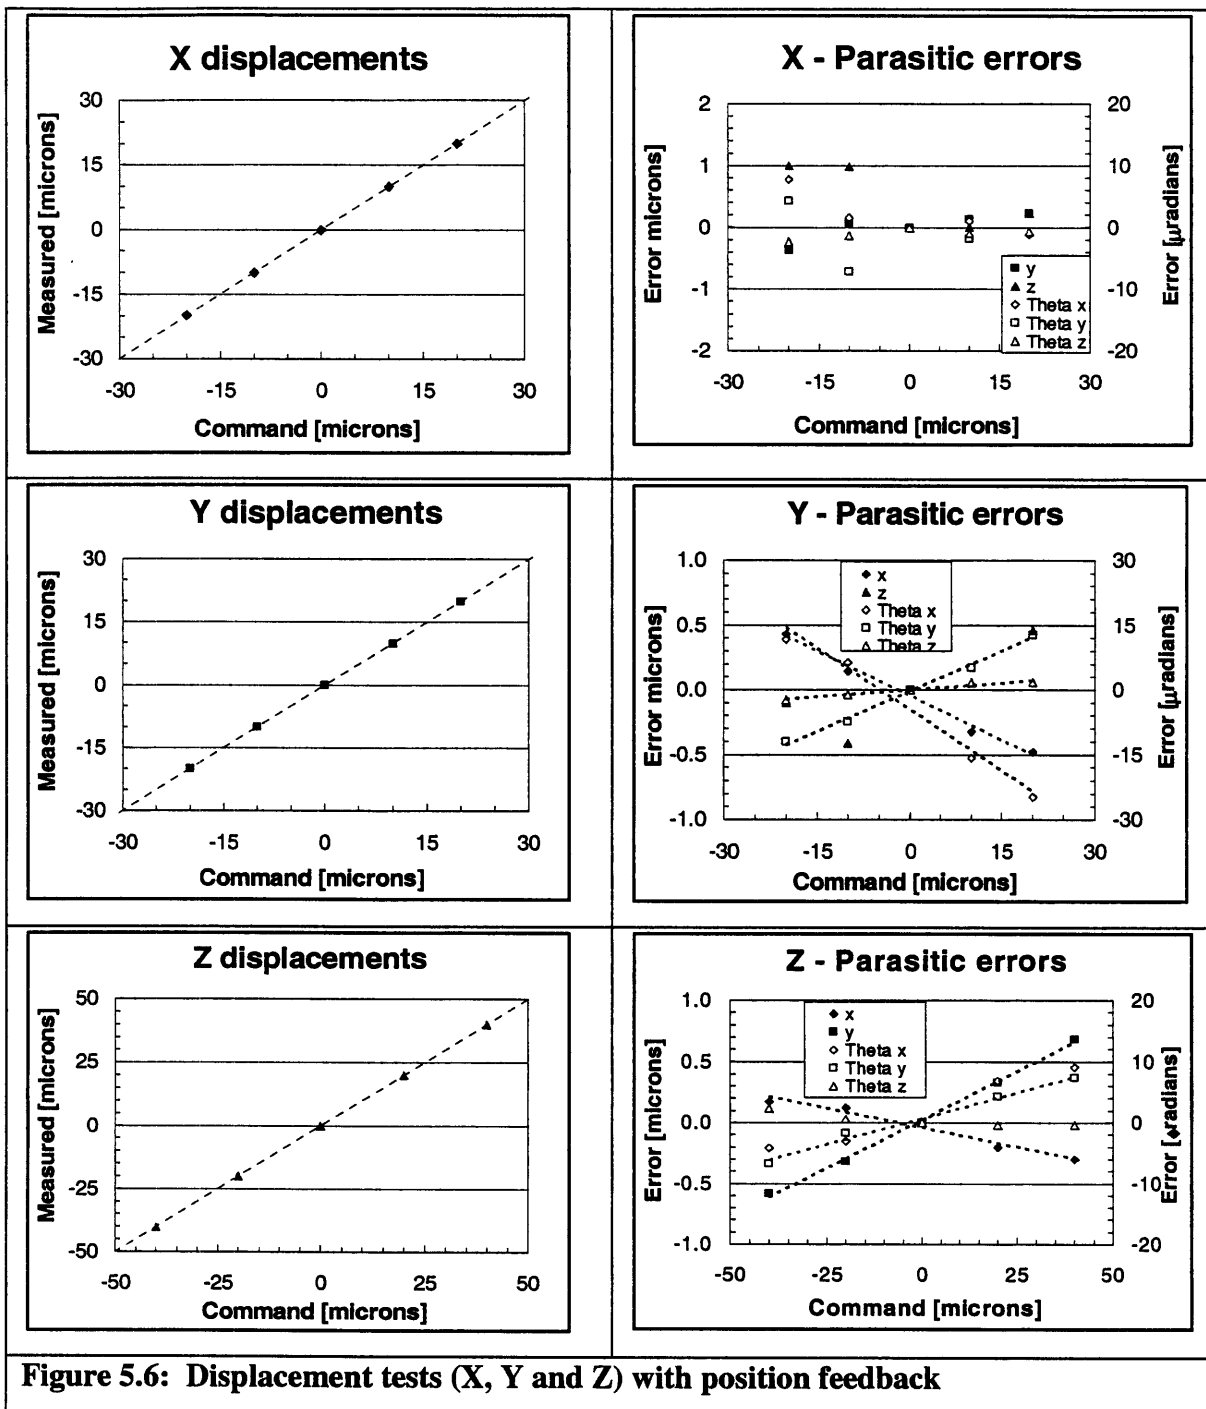 X displacements
30
15
0
-15
-30
-30 -15 0 15 30
Measured [microns]
Command [microns]
X - Parasitic errors
2
1
0
-1
-2
20
10
0
-10
-20
-30 -15 0 15 30
Error microns]
Error [μradians]
Command [microns]
y
z
Theta x
Theta y
Theta z
Y displacements
30
15
0
-15
-30
-30 -15 0 15 30
Measured [microns]
Command [microns]
Y - Parasitic errors
1.0
0.5
0.0
-0.5
-1.0
30
15
0
-15
-30
-30 -15 0 15 30
Error microns]
Error [μradians]
Command [microns]
x
z
Theta x
Theta y
Theta z
Z displacements
50
25
0
-25
-50
-50 -25 0 25 50
Measured [microns]
Command [microns]
Z - Parasitic errors
1.0
0.5
0.0
-0.5
-1.0
20
10
0
-10
-20
-50 -25 0 25 50
Error [microns]
Error [◆radians]
Command [microns]
x
y
Theta x
Theta y
Theta z
Figure 5.6: Displacement tests (X, Y and Z) with position feedback